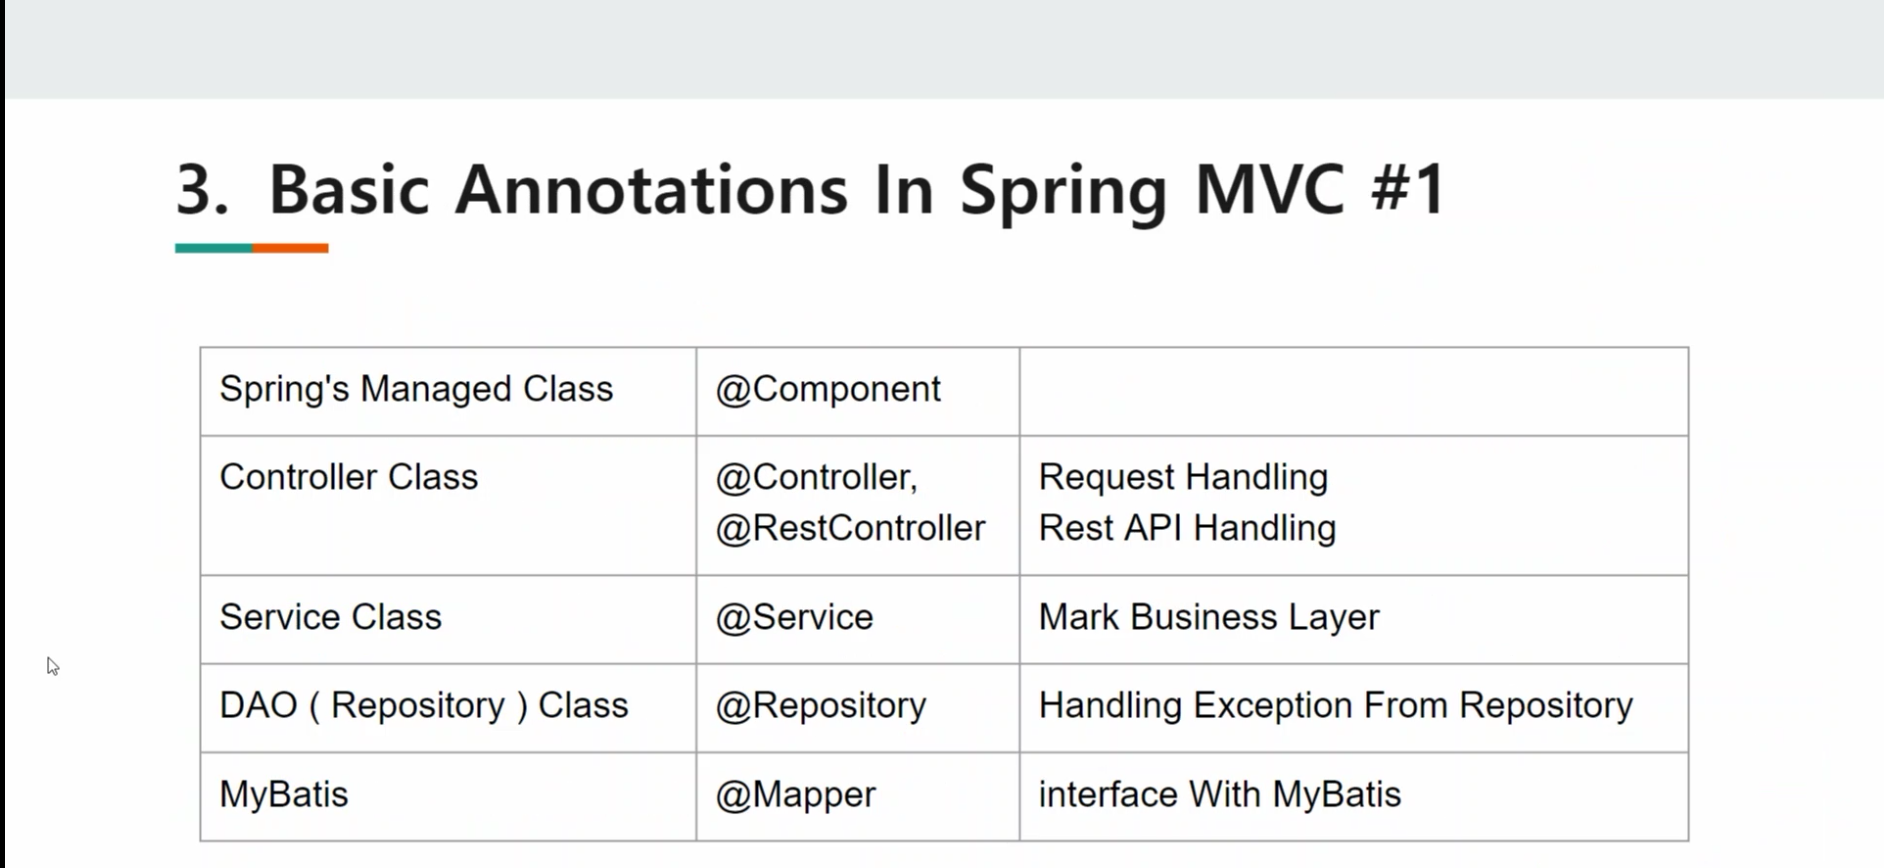 3. Basic Annotations In Spring MVC #1
Spring's Managed Class @Component
Controller Class @Controller, Request Handling
@RestController Rest API Handling
Service Class @Service Mark Business Layer
DAO ( Repository ) Class @Repository Handling Exception From Repository
MyBatis @Mapper interface With MyBatis